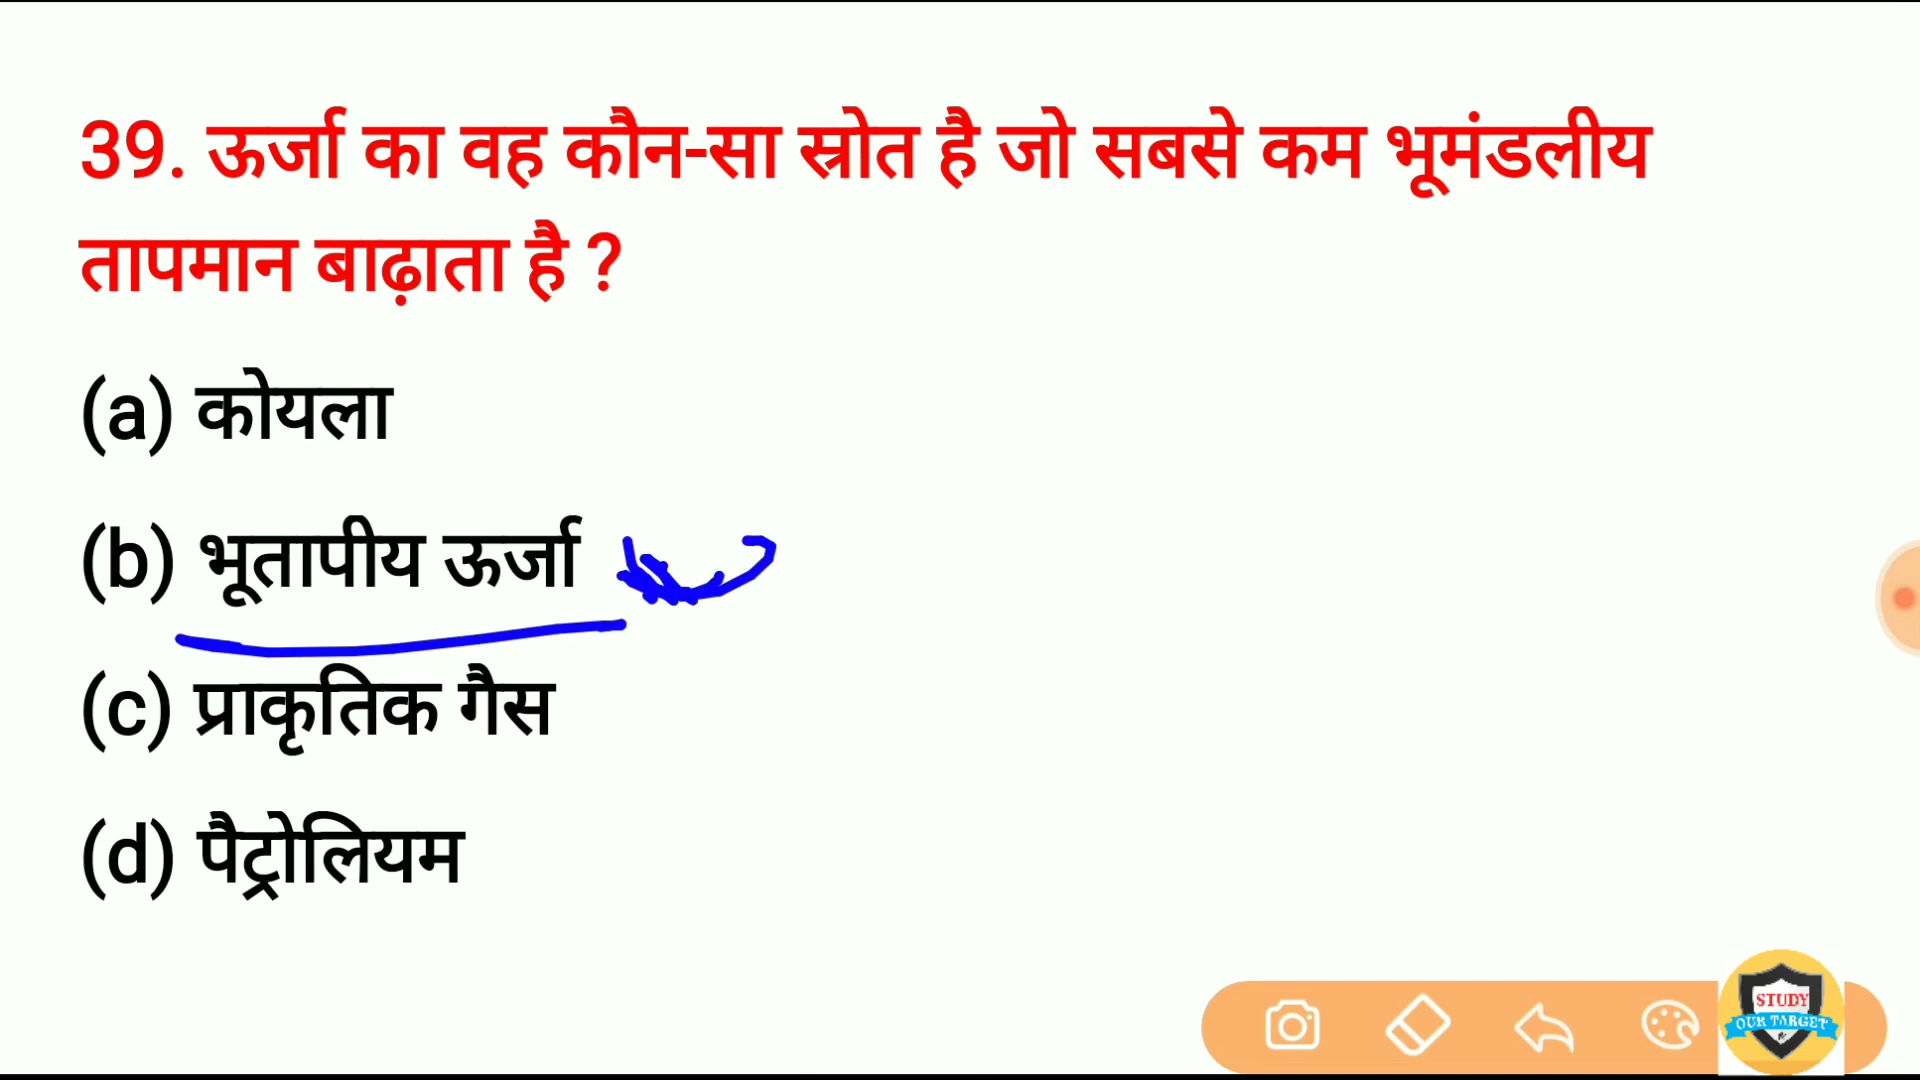 39. ऊर्जा का वह कौन-सा स्रोत है जो सबसे कम भूमंडलीय
तापमान बाढ़ाता है ?
(a) कोयला
(b) भूतापीय ऊर्जा
(c) प्राकृतिक गैस
(d) पैट्रोलियम
STUDY
OUR TARGET